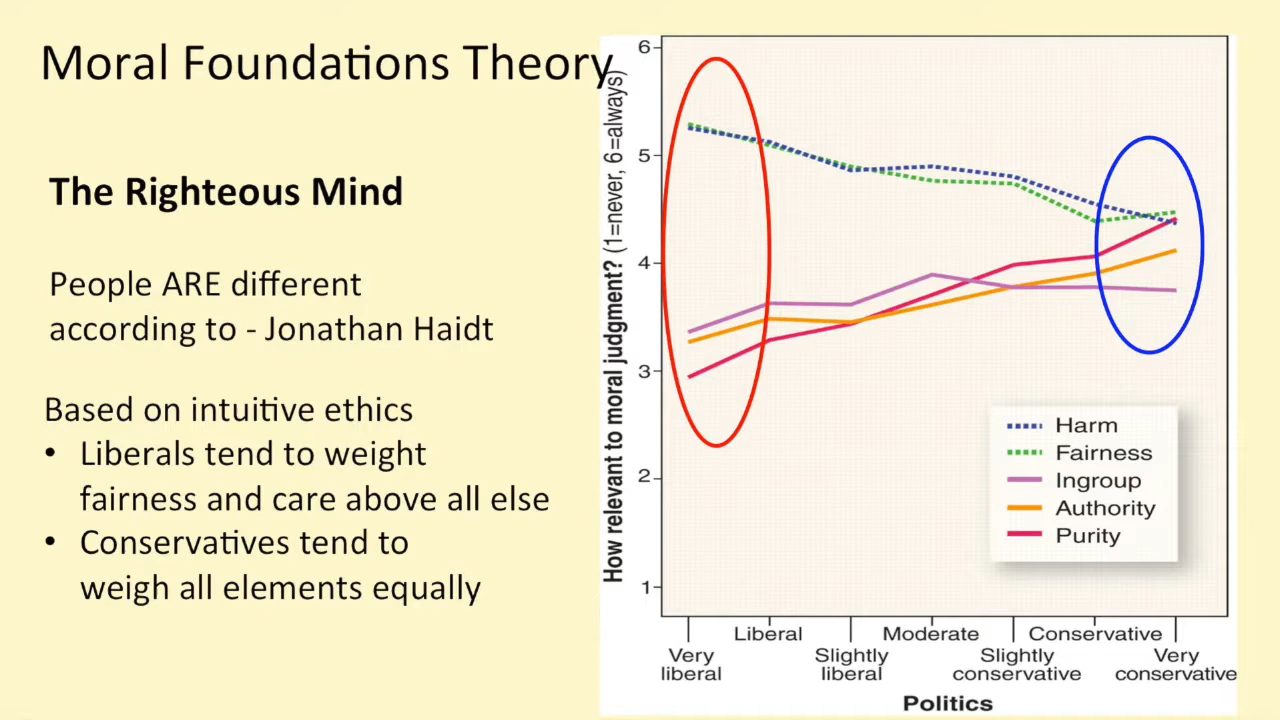 Moral Foundations Theory
The Righteous Mind
People ARE different
according to - Jonathan Haidt
Based on intuitive ethics
• Liberals tend to weight
fairness and care above all else
• Conservatives tend to
weigh all elements equally
How relevant to moral judgment? (1=never, 6=always)
6
5
4
3
2
1
Harm
Fairness
Ingroup
Authority
Purity
Very
liberal
Liberal
Slightly
liberal
Moderate
Slightly
conservative
Conservative
Very
conservative
Politics